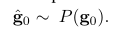 ĝ₀ ∼ P(g₀).